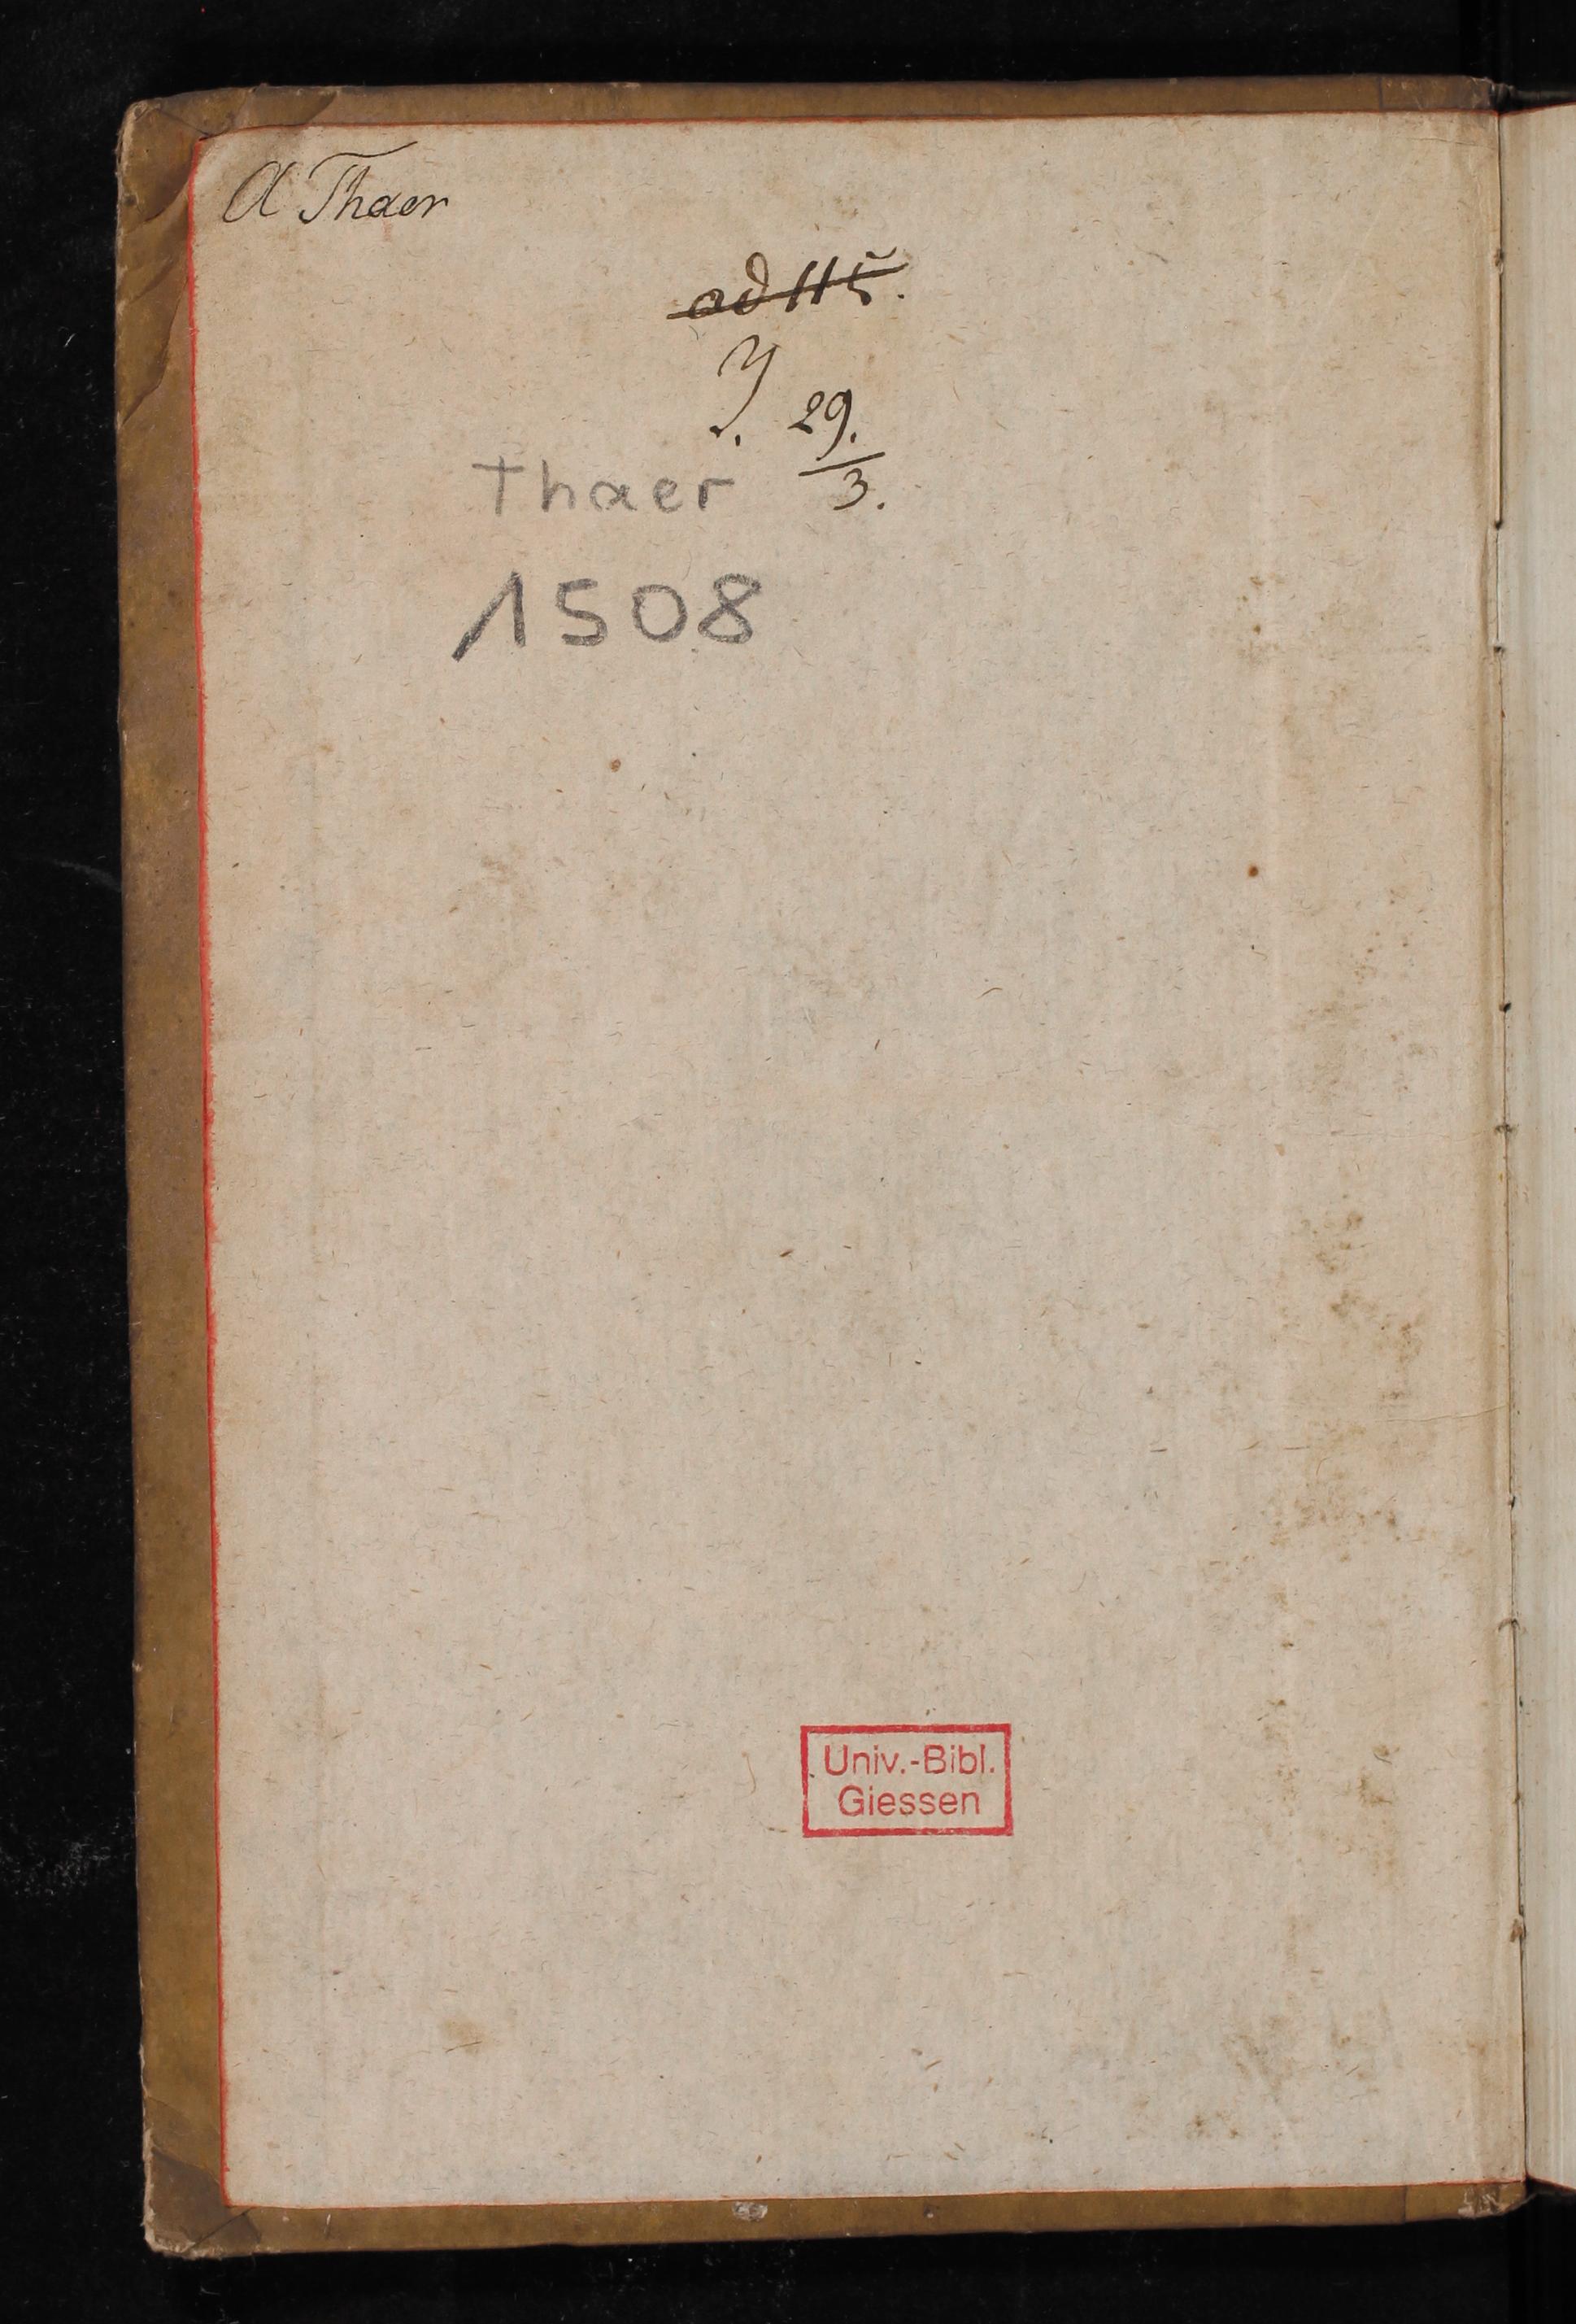 A Thaer
ad 115.
29.
3.
Thaer
1508
Univ.-Bibl.
Giessen